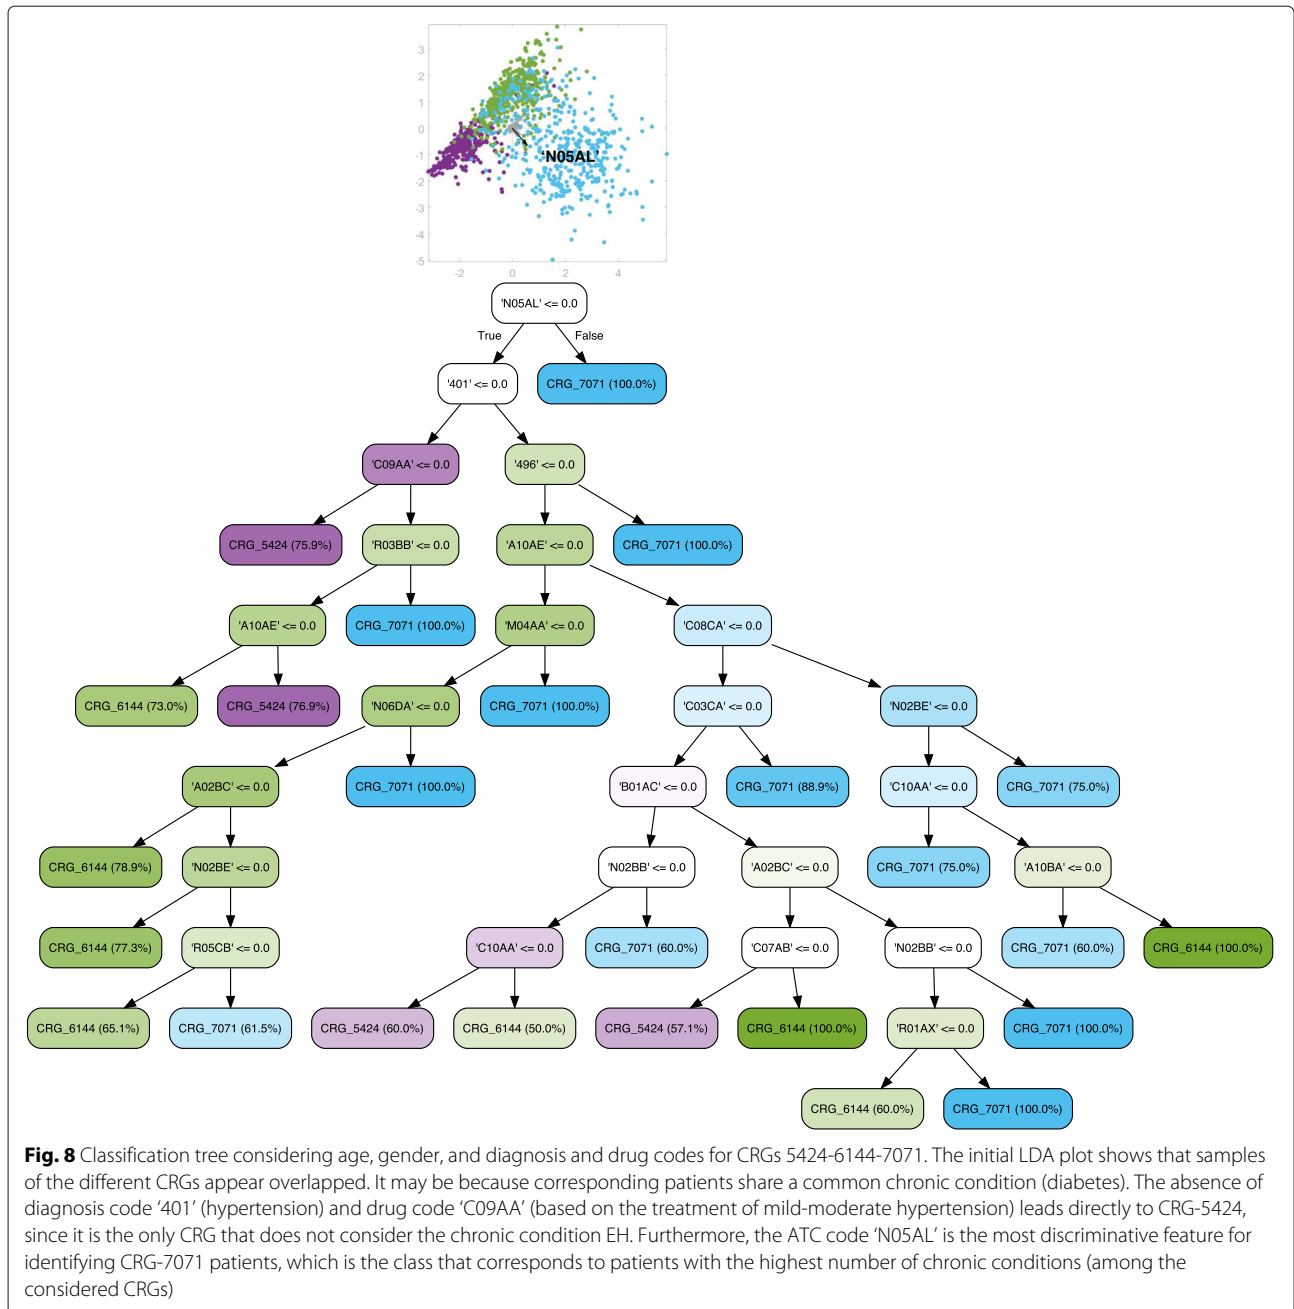 3
2
1
0
-1
-2
-3
-4
-5
-2 0 2 4
'N05AL'
'N05AL' <= 0.0
True False
'401' <= 0.0 CRG_7071 (100.0%)
'C09AA' <= 0.0 '496' <= 0.0
CRG_5424 (75.9%) 'R03BB' <= 0.0 'A10AE' <= 0.0 CRG_7071 (100.0%)
'A10AE' <= 0.0 CRG_7071 (100.0%) 'M04AA' <= 0.0 'C08CA' <= 0.0
CRG_6144 (73.0%) CRG_5424 (76.9%) 'N06DA' <= 0.0 CRG_7071 (100.0%) 'C03CA' <= 0.0 'N02BE' <= 0.0
'A02BC' <= 0.0 CRG_7071 (100.0%) 'B01AC' <= 0.0 CRG_7071 (88.9%) 'C10AA' <= 0.0 CRG_7071 (75.0%)
CRG_6144 (78.9%) 'N02BE' <= 0.0 'N02BB' <= 0.0 'A02BC' <= 0.0 CRG_7071 (75.0%) 'A10BA' <= 0.0
CRG_6144 (77.3%) 'R05CB' <= 0.0 'C10AA' <= 0.0 CRG_7071 (60.0%) 'C07AB' <= 0.0 'N02BB' <= 0.0 CRG_7071 (60.0%) CRG_6144 (100.0%)
CRG_6144 (65.1%) CRG_7071 (61.5%) CRG_5424 (60.0%) CRG_6144 (50.0%) CRG_5424 (57.1%) CRG_6144 (100.0%) 'R01AX' <= 0.0 CRG_7071 (100.0%)
CRG_6144 (60.0%) CRG_7071 (100.0%)
Fig. 8 Classification tree considering age, gender, and diagnosis and drug codes for CRGs 5424-6144-7071. The initial LDA plot shows that samples
of the different CRGs appear overlapped. It may be because corresponding patients share a common chronic condition (diabetes). The absence of
diagnosis code '401' (hypertension) and drug code 'C09AA' (based on the treatment of mild-moderate hypertension) leads directly to CRG-5424,
since it is the only CRG that does not consider the chronic condition EH. Furthermore, the ATC code 'N05AL' is the most discriminative feature for
identifying CRG-7071 patients, which is the class that corresponds to patients with the highest number of chronic conditions (among the
considered CRGs)